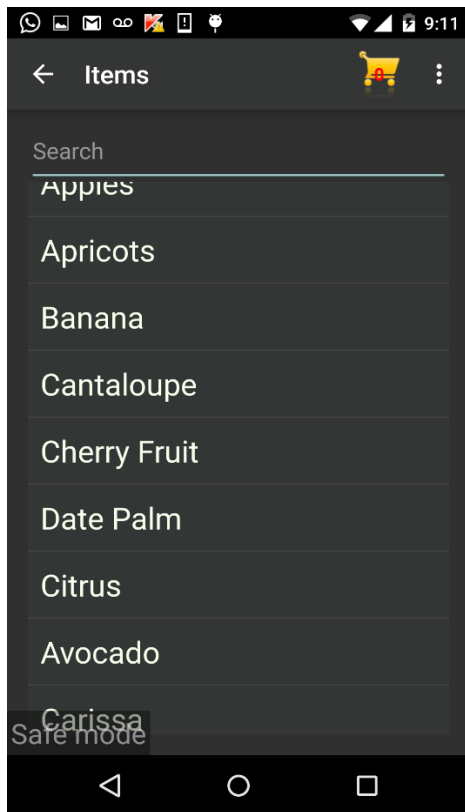 9:11
Items
0
Search
Apples
Apricots
Banana
Cantaloupe
Cherry Fruit
Date Palm
Citrus
Avocado
Carissa
Safe mode